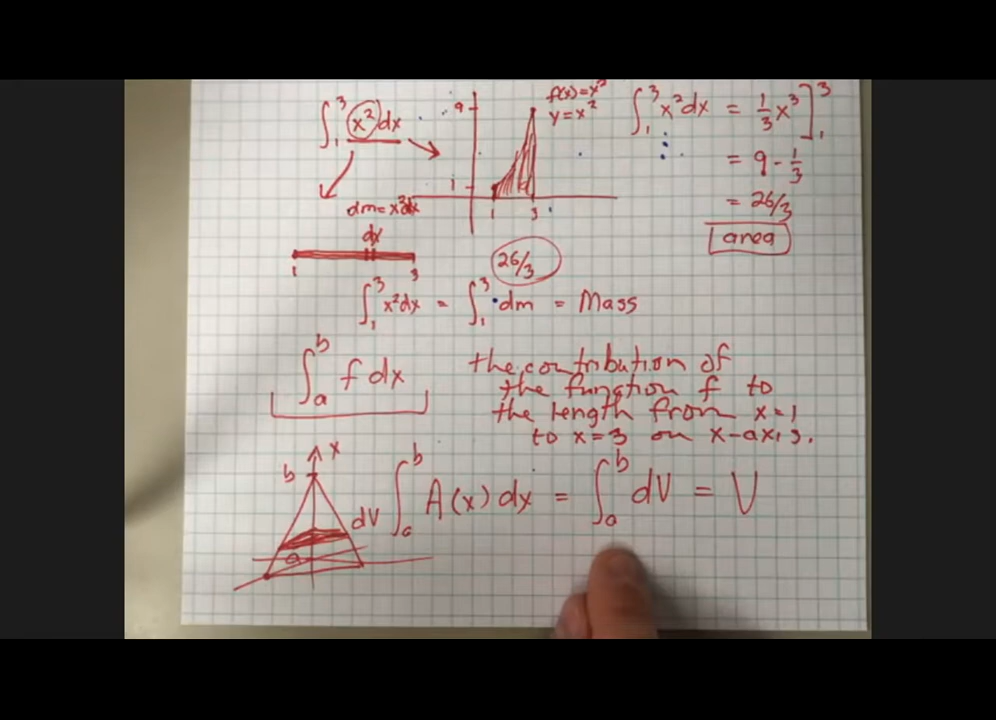 ∫₁³ x² dx
9
1
1 3
f(x)=x²
y=x²
∫₁³ x² dx = ⅓x³]₁³
= 9 - ⅓
= 26/3
area
dm=x²dx
dx
1 3
26/3
∫₁³ x²dx = ∫₁³ · dm = Mass
∫ₐᵇ f dx
the contribution of
the function f to
the length from x=1
to x=3 on x-axis.
x
b
a
dV
∫ₐᵇ A(x) dx = ∫ₐᵇ dV = V